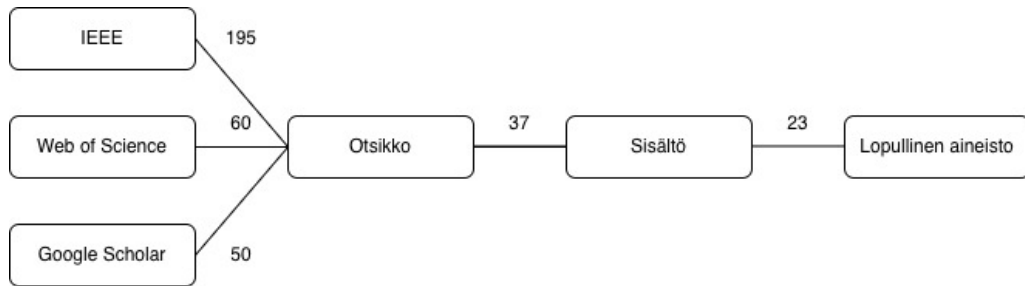 IEEE
195
Web of Science
60
Otsikko
37
Sisältö
23
Lopullinen aineisto
Google Scholar
50